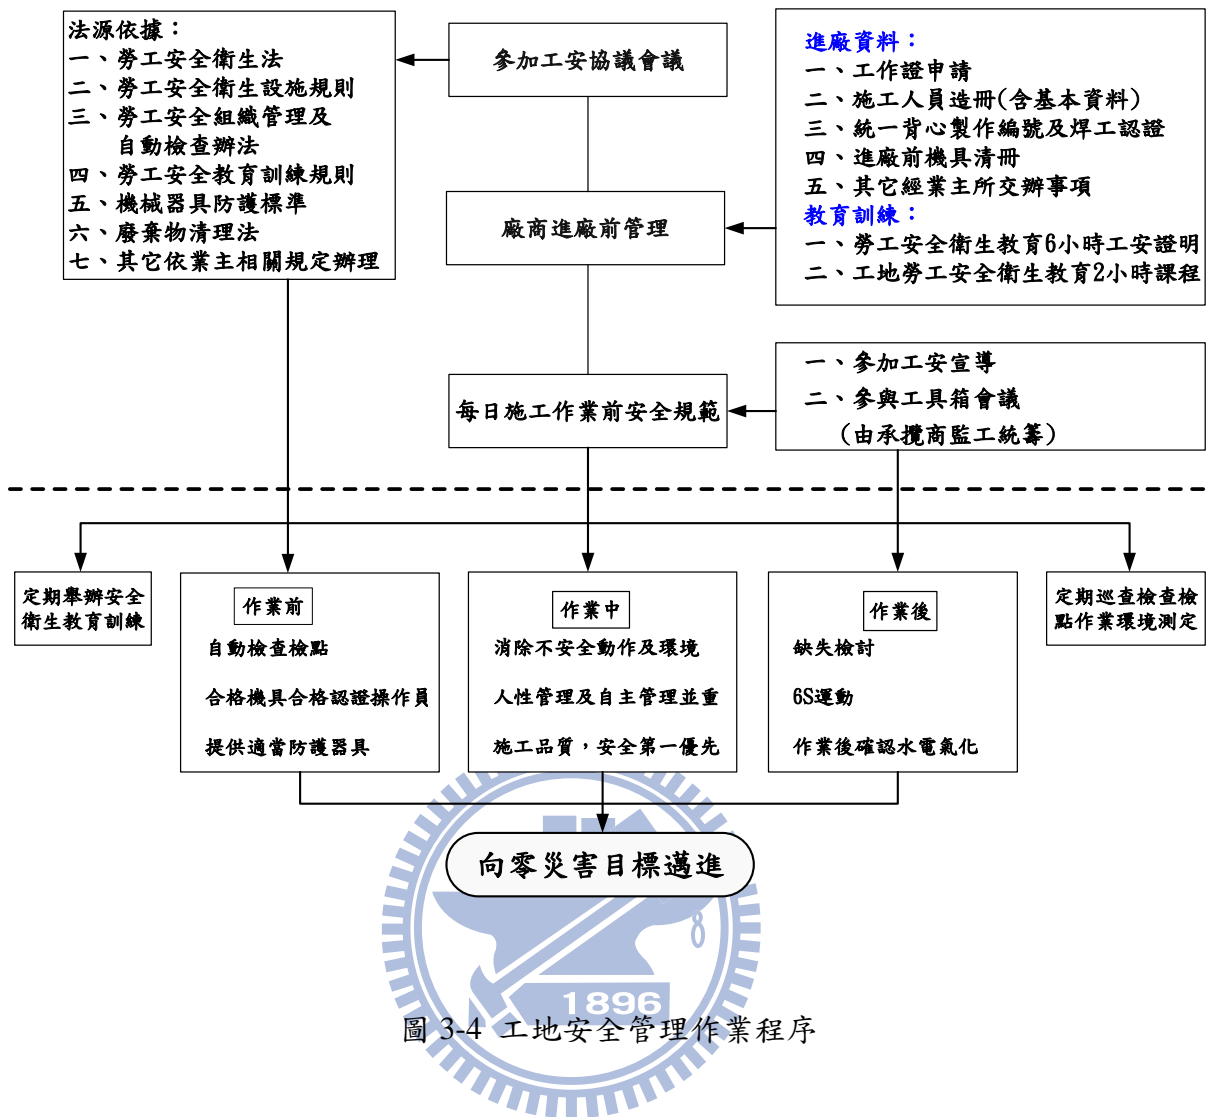 法源依據：
一、勞工安全衛生法
二、勞工安全衛生設施規則
三、勞工安全組織管理及
自動檢查辦法
四、勞工安全教育訓練規則
五、機械器具防護標準
六、廢棄物清理法
七、其它依業主相關規定辦理
參加工安協議會議
廠商進廠前管理
進廠資料：
一、工作證申請
二、施工人員造冊(含基本資料)
三、統一背心製作編號及焊工認證
四、進廠前機具清冊
五、其它經業主所交辦事項
教育訓練：
一、勞工安全衛生教育6小時工安證明
二、工地勞工安全衛生教育2小時課程
每日施工作業前安全規範
一、參加工安宣導
二、參與工具箱會議
(由承攬商監工統籌)
定期舉辦安全
衛生教育訓練
作業前
自動檢查檢點
合格機具合格認證操作員
提供適當防護器具
作業中
消除不安全動作及環境
人性管理及自主管理並重
施工品質，安全第一優先
作業後
缺失檢討
6S運動
作業後確認水電氣化
定期巡查檢查檢
點作業環境測定
向零災害目標邁進
1896
圖 3-4 工地安全管理作業程序